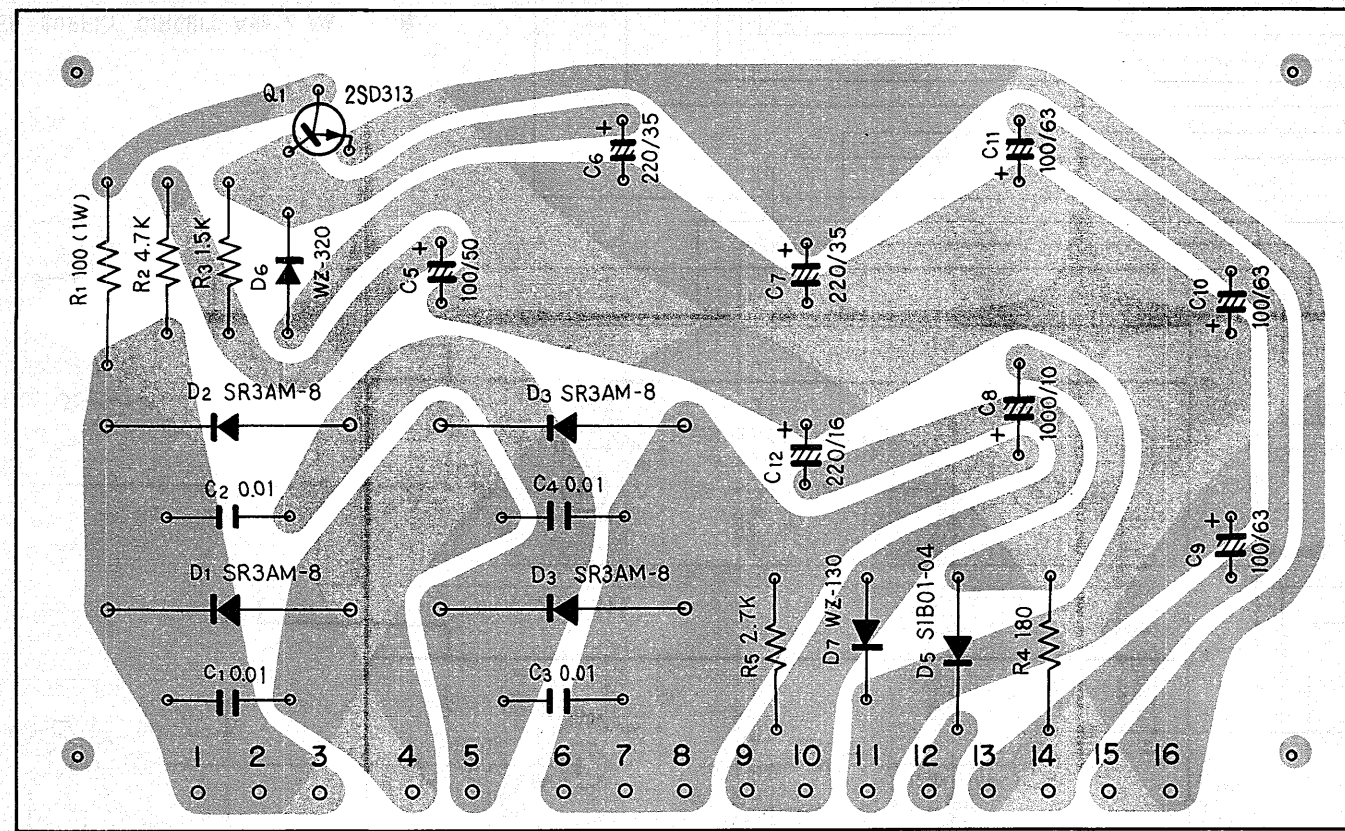 Q1 2SD313
R1 100 (1W)
R2 4.7K
R3 1.5K
D6 WZ-320
C5 100/50
C6 220/35
C7 220/35
C11 100/63
C10 100/63
D2 SR3AM-8
D3 SR3AM-8
C8 1000/10
C12 220/16
C2 0.01
C4 0.01
C9 100/63
D1 SR3AM-8
D3 SR3AM-8
R5 2.7K
D7 WZ-130
D5 S1B01-04
R4 180
C1 0.01
C3 0.01
1 2 3 4 5 6 7 8 9 10 11 12 13 14 15 16
+ + + + + + + + +